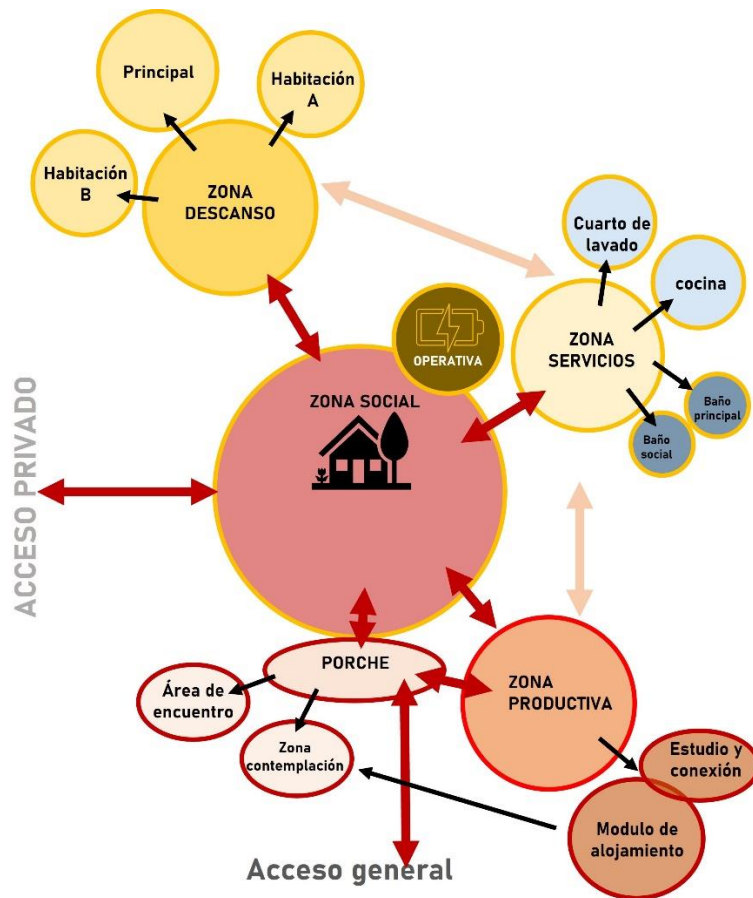 Principal
Habitación
A
Habitación
B
ZONA
DESCANSO
Cuarto de
lavado
cocina
ZONA
SERVICIOS
Baño
principal
Baño
social
OPERATIVA
ZONA SOCIAL
ACCESO PRIVADO
PORCHE
Área de
encuentro
Zona
contemplación
ZONA
PRODUCTIVA
Estudio y
conexión
Modulo de
alojamiento
Acceso general